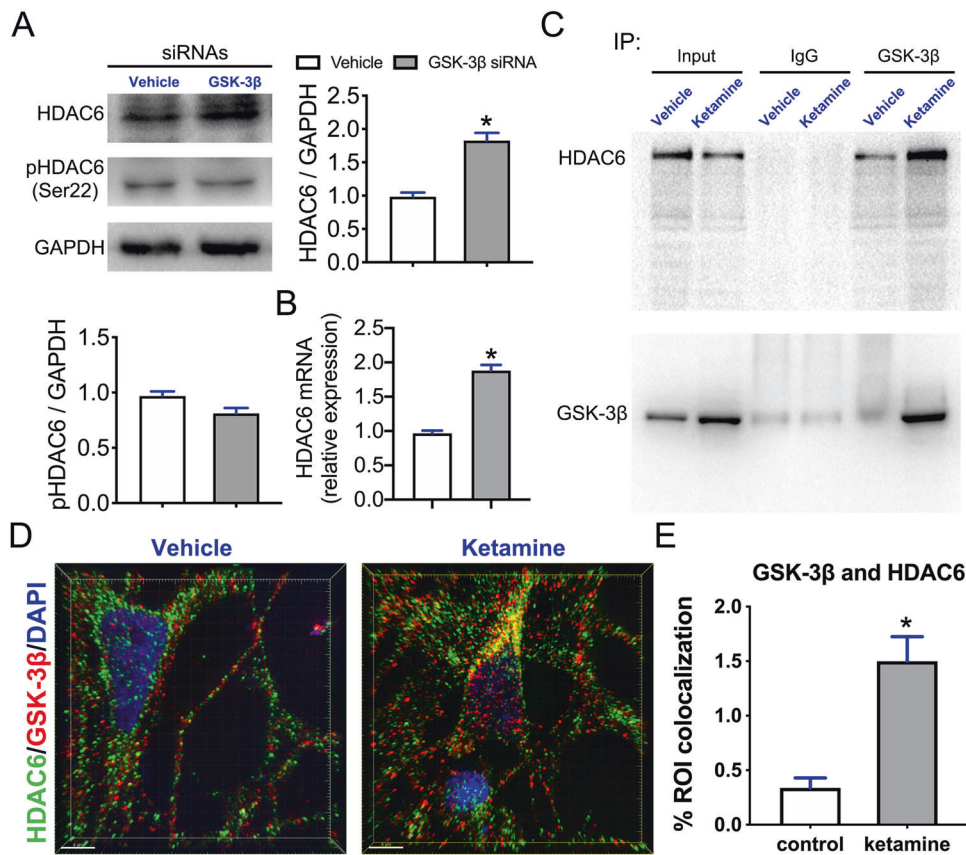 A
siRNAs
Vehicle GSK-3β
HDAC6
pHDAC6
(Ser22)
GAPDH
Vehicle GSK-3β siRNA
HDAC6 / GAPDH
2.5
2.0
1.5
1.0
0.5
0.0
*
pHDAC6 / GAPDH
1.5
1.0
0.5
0.0
B
HDAC6 mRNA
(relative expression)
2.5
2.0
1.5
1.0
0.5
0.0
*
C
IP:
Input IgG GSK-3β
Vehicle Ketamine Vehicle Ketamine Vehicle Ketamine
HDAC6
GSK-3β
D
Vehicle Ketamine
HDAC6/GSK-3β/DAPI
E
GSK-3β and HDAC6
% ROI colocalization
2.0
1.5
1.0
0.5
0.0
*
control ketamine